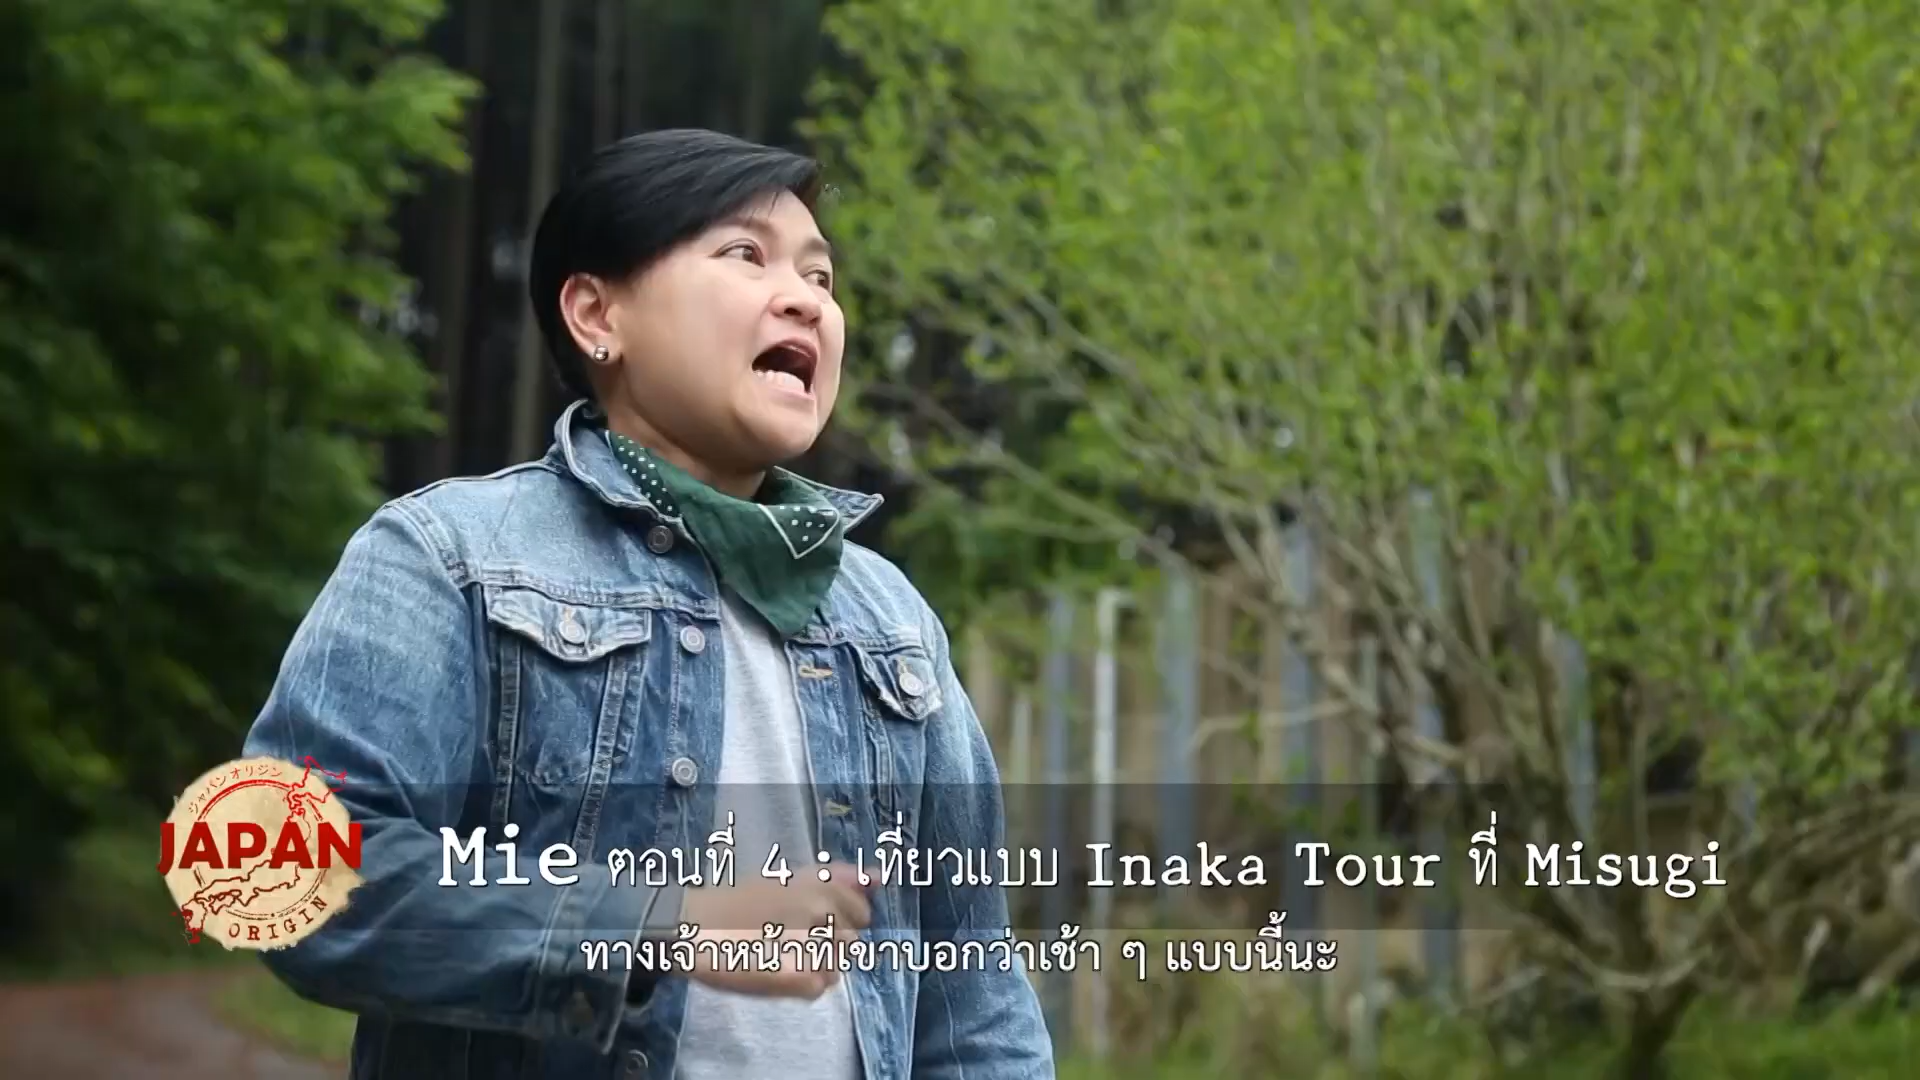 ジャパン オリジン
JAPAN
ORIGIN
Mie ตอนที่ 4 : เที่ยวแบบ Inaka Tour ที่ Misugi
ทางเจ้าหน้าที่เขาบอกว่าเช้า ๆ แบบนี้นะ